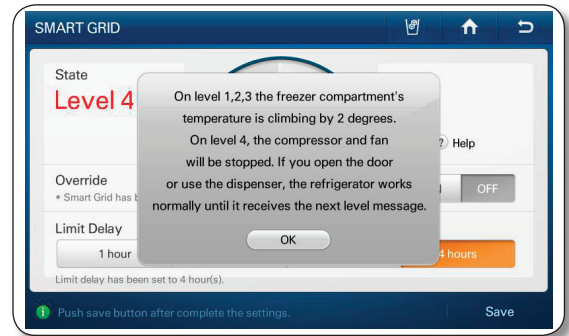 SMART GRID
State
Level 4
On level 1,2,3 the freezer compartment's
temperature is climbing by 2 degrees.
On level 4, the compressor and fan
will be stopped. If you open the door
or use the dispenser, the refrigerator works
normally until it receives the next level message.
OK
? Help
Override
OFF
* Smart Grid has
Limit Delay
1 hour
4 hours
Limit delay has been set to 4 hour(s).
Push save button after complete the settings.
Save